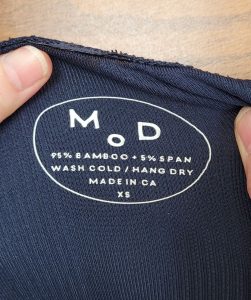 MoD
95% BAMBOO + 5% SPAN
WASH COLD / HANG DRY
MADE IN CA
XS